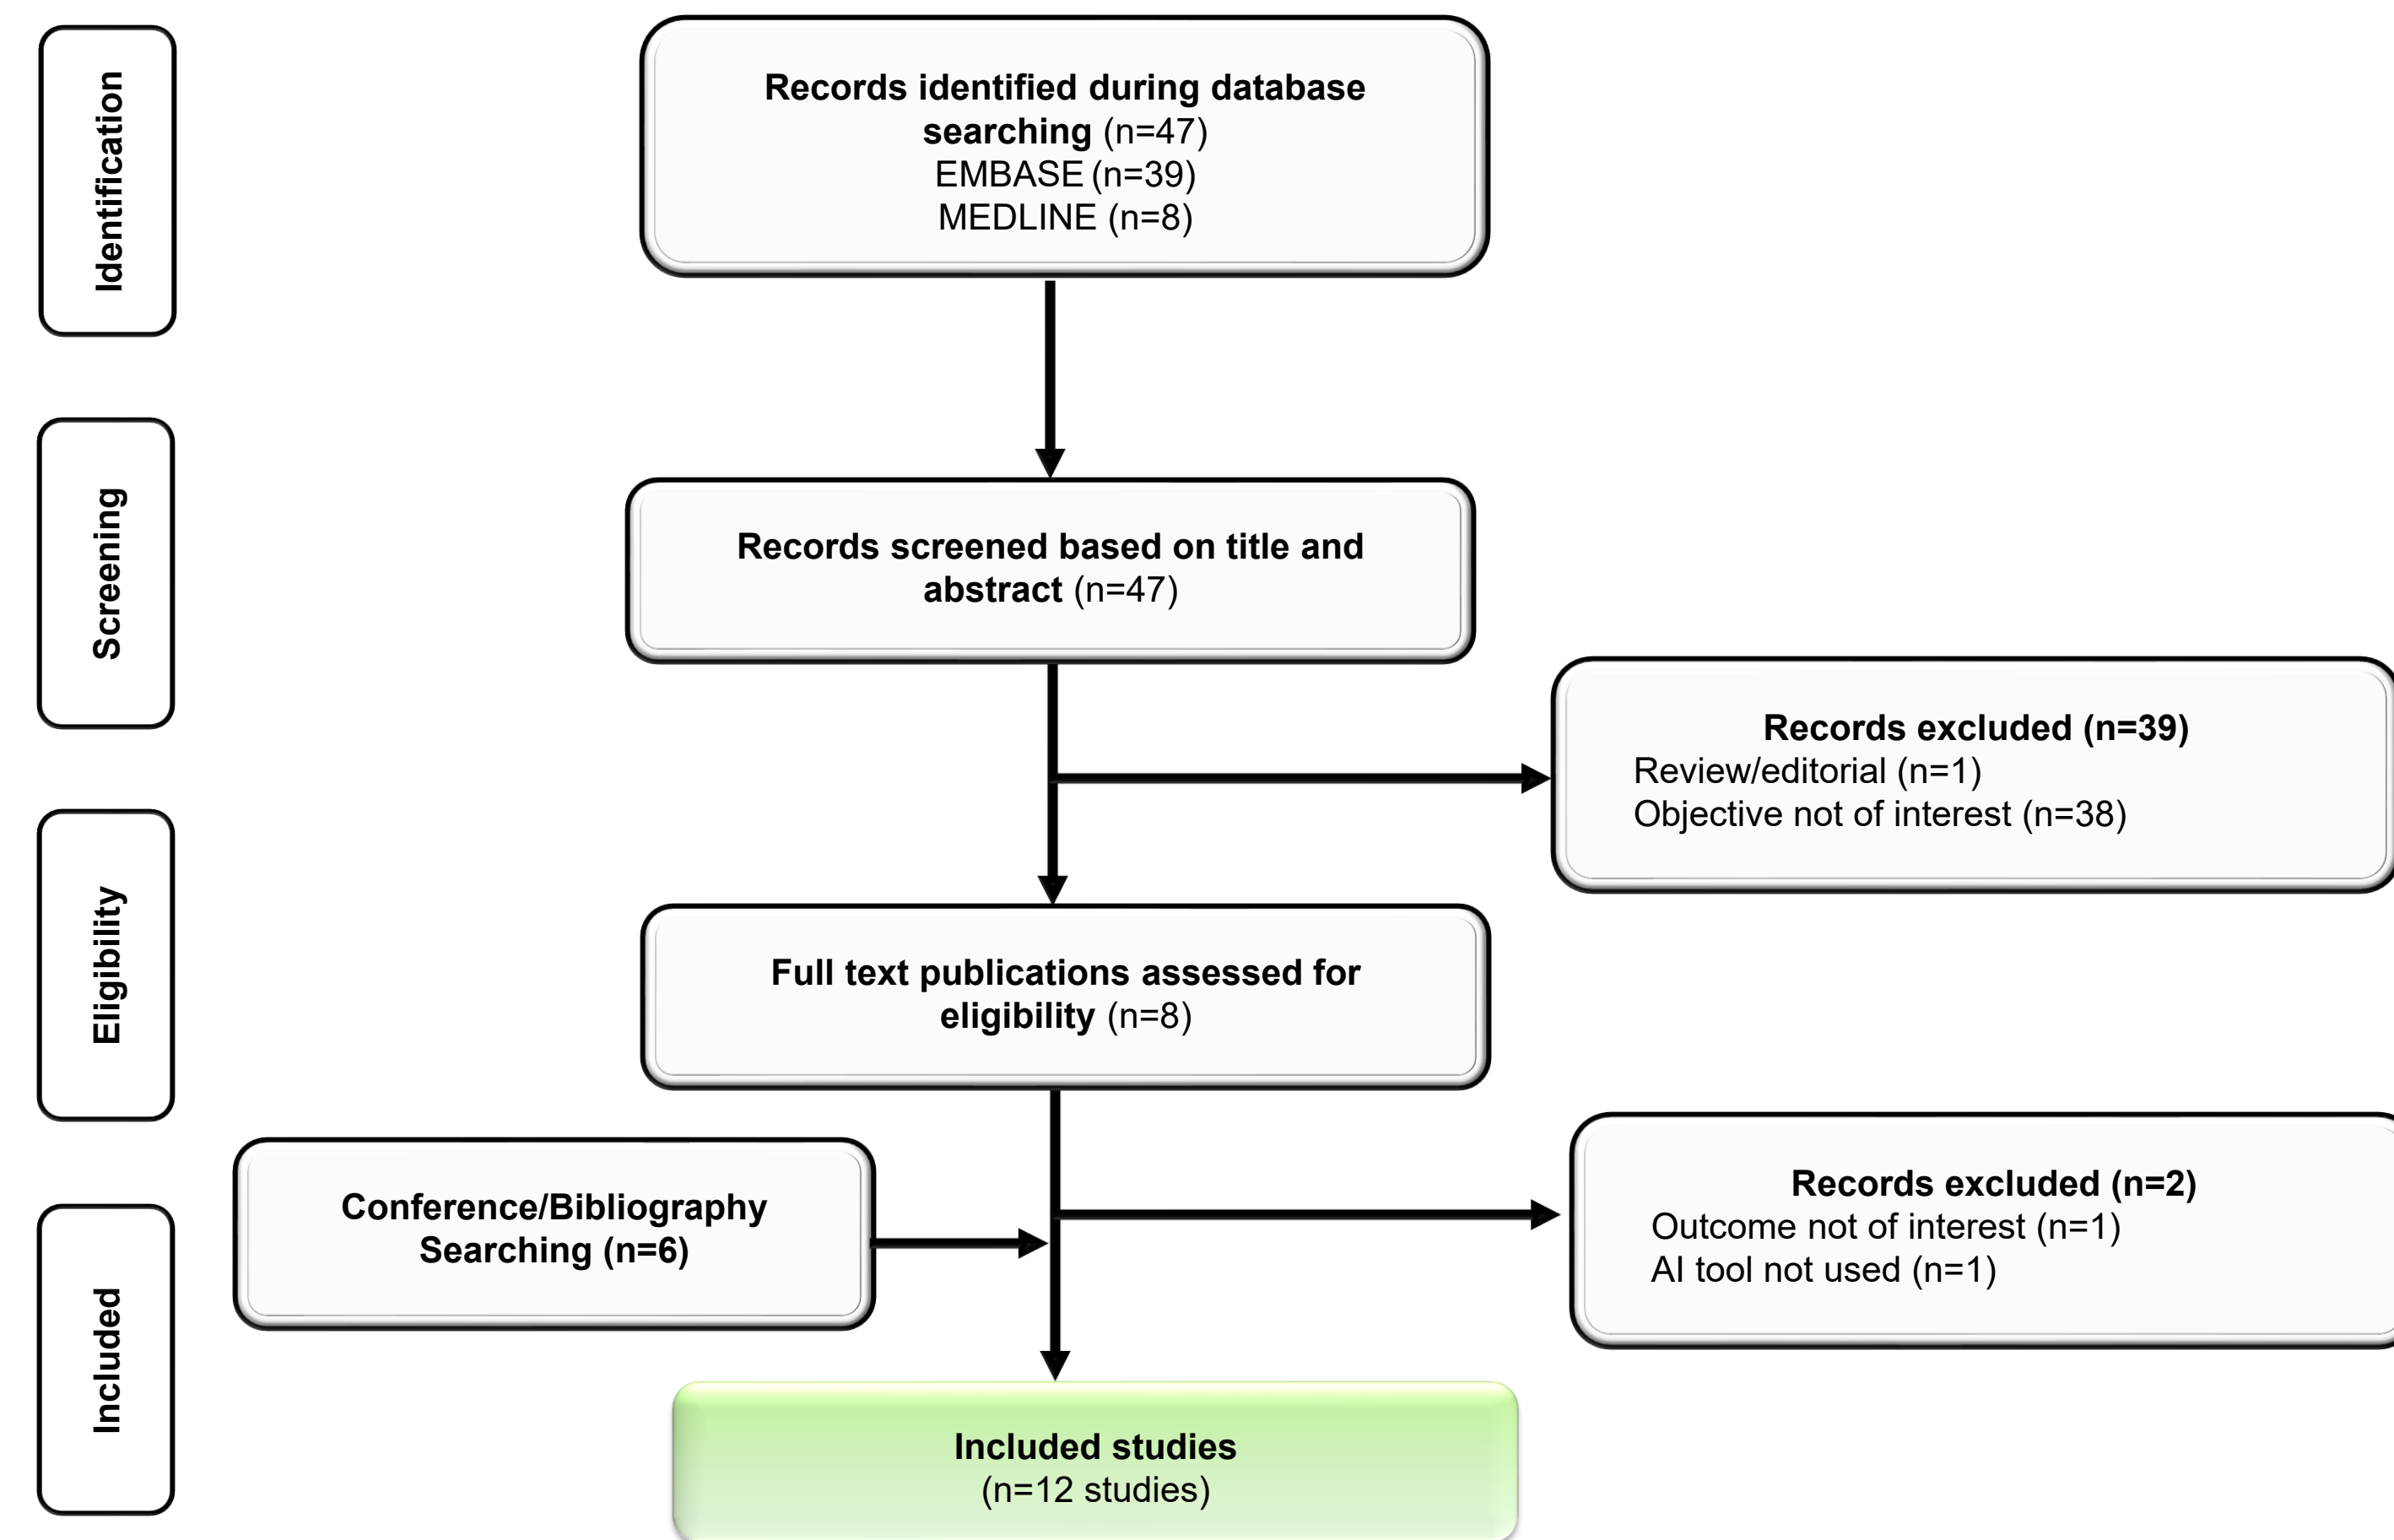 Identification
Records identified during database
searching (n=47)
EMBASE (n=39)
MEDLINE (n=8)
Screening
Records screened based on title and
abstract (n=47)
Records excluded (n=39)
Review/editorial (n=1)
Objective not of interest (n=38)
Eligibility
Full text publications assessed for
eligibility (n=8)
Conference/Bibliography
Searching (n=6)
Records excluded (n=2)
Outcome not of interest (n=1)
AI tool not used (n=1)
Included
Included studies
(n=12 studies)